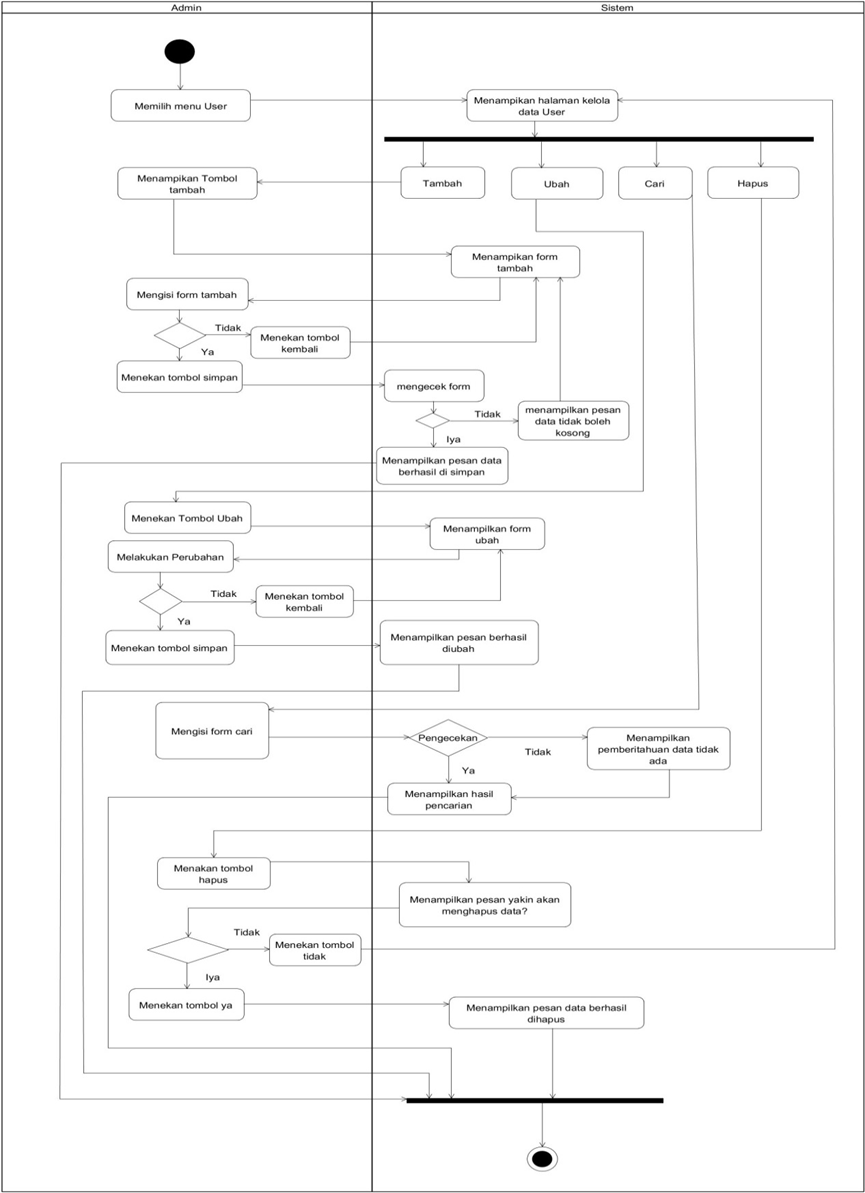 Admin
Sistem
Memilih menu User
Menampikan halaman kelola
data User
Menampikan Tombol
tambah
Tambah
Ubah
Cari
Hapus
Menampikan form
tambah
Mengisi form tambah
Tidak
Menekan tombol
kembali
Ya
Menekan tombol simpan
mengecek form
Tidak
menampilkan pesan
data tidak boleh
kosong
Iya
Menampilkan pesan data
berhasil di simpan
Menekan Tombol Ubah
Menampilkan form
ubah
Melakukan Perubahan
Tidak
Menekan tombol
kembali
Ya
Menekan tombol simpan
Menampilkan pesan berhasil
diubah
Mengisi form cari
Pengecekan
Tidak
Menampilkan
pemberitahuan data tidak
ada
Ya
Menampilkan hasil
pencarian
Menakan tombol
hapus
Menampilkan pesan yakin akan
menghapus data?
Tidak
Menekan tombol
tidak
Iya
Menekan tombol ya
Menampilkan pesan data berhasil
dihapus